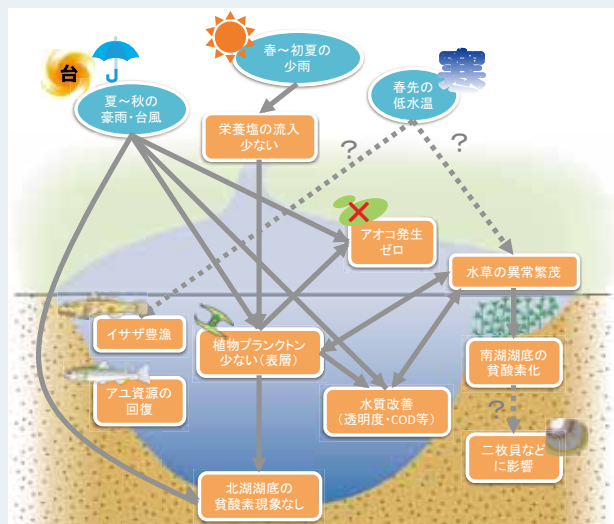 台
夏～秋の
豪雨・台風
春～初夏の
少雨
春先の
低水温
寒
栄養塩の流入
少ない
?
?
アオコ発生
ゼロ
水草の異常繁茂
イサザ豊漁
植物プランクトン
少ない(表層)
南湖湖底の
貧酸素化
アユ資源の
回復
水質改善
(透明度・COD等)
?
二枚貝など
に影響
北湖湖底の
貧酸素現象なし